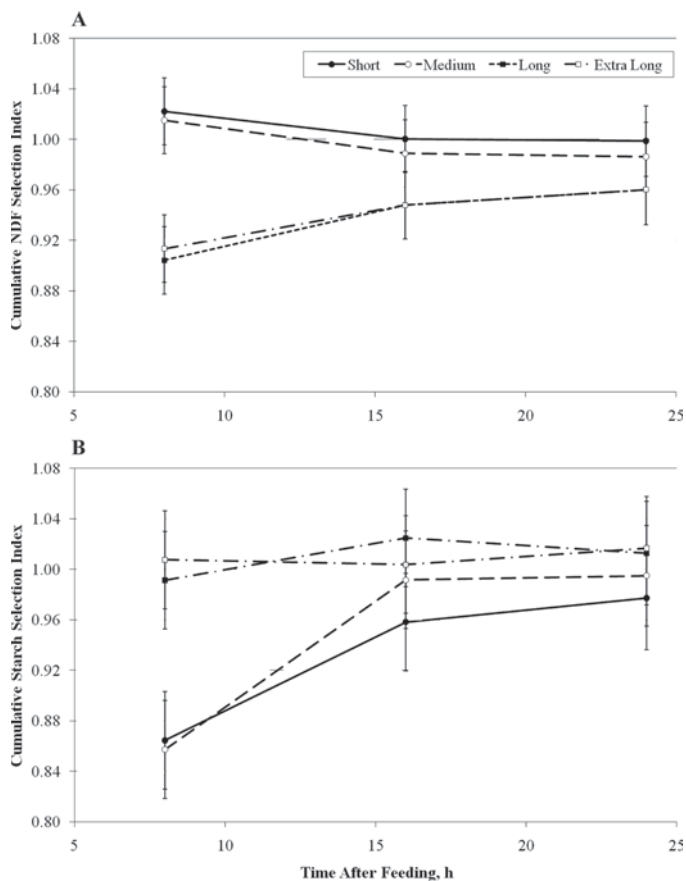 A
1.08
1.04
1.00
0.96
0.92
0.88
0.84
0.80
Cumulative NDF Selection Index
Short Medium Long Extra Long
5 10 15 20 25
B
1.08
1.04
1.00
0.96
0.92
0.88
0.84
0.80
Cumulative Starch Selection Index
5 10 15 20 25
Time After Feeding, h